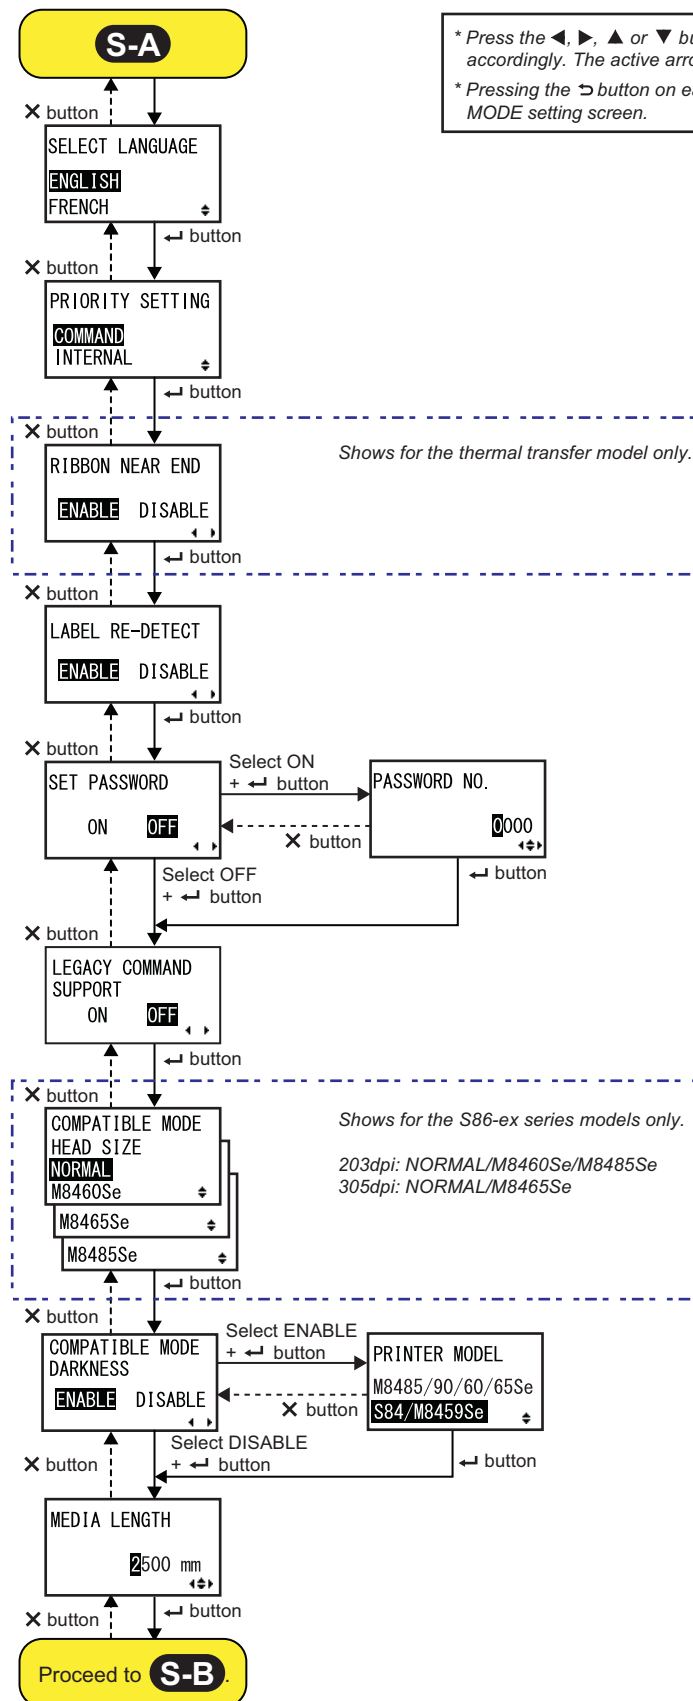 S-A
* Press the ◀, ▶, ▲ or ▼
accordingly. The active
* Pressing the ⮌ button on
MODE setting screen.
✕ button
SELECT LANGUAGE
ENGLISH
FRENCH
↵ button
✕ button
PRIORITY SETTING
COMMAND
INTERNAL
↵ button
✕ button
Shows for the thermal transfer model only.
RIBBON NEAR END
ENABLE DISABLE
↵ button
✕ button
LABEL RE-DETECT
ENABLE DISABLE
↵ button
✕ button
SET PASSWORD
ON OFF
Select ON
+ ↵ button
✕ button
PASSWORD NO.
0000
↵ button
Select OFF
+ ↵ button
✕ button
LEGACY COMMAND
SUPPORT
ON OFF
↵ button
✕ button
COMPATIBLE MODE
HEAD SIZE
NORMAL
M8460Se
M8465Se
M8485Se
Shows for the S86-ex series models only.
203dpi: NORMAL/M8460Se/M8485Se
305dpi: NORMAL/M8465Se
↵ button
✕ button
COMPATIBLE MODE
DARKNESS
ENABLE DISABLE
Select ENABLE
+ ↵ button
✕ button
PRINTER MODEL
M8485/90/60/65Se
S84/M8459Se
↵ button
Select DISABLE
+ ↵ button
✕ button
MEDIA LENGTH
2500 mm
↵ button
✕ button
Proceed to S-B.